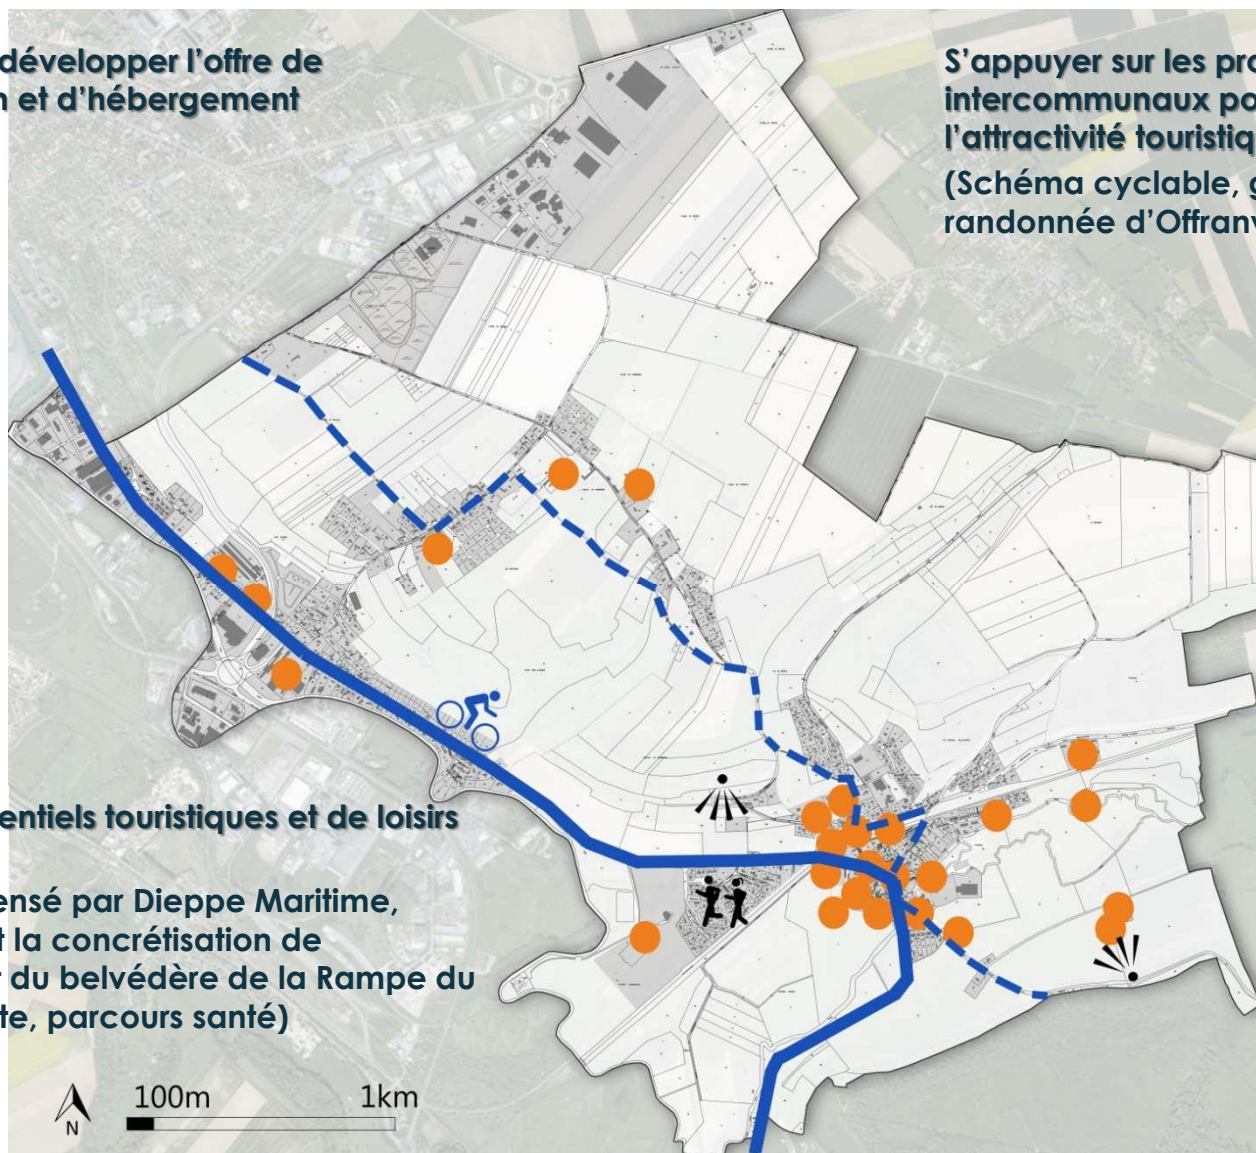 développer l'offre de
n et d'hébergement
S'appuyer sur les pro
intercommunaux po
l'attractivité touristiq
(Schéma cyclable, g
randonnée d'Offranv
entiels touristiques et de loisirs
ensé par Dieppe Maritime,
t la concrétisation de
r du belvédère de la Rampe du
te, parcours santé)
100m 1km
N